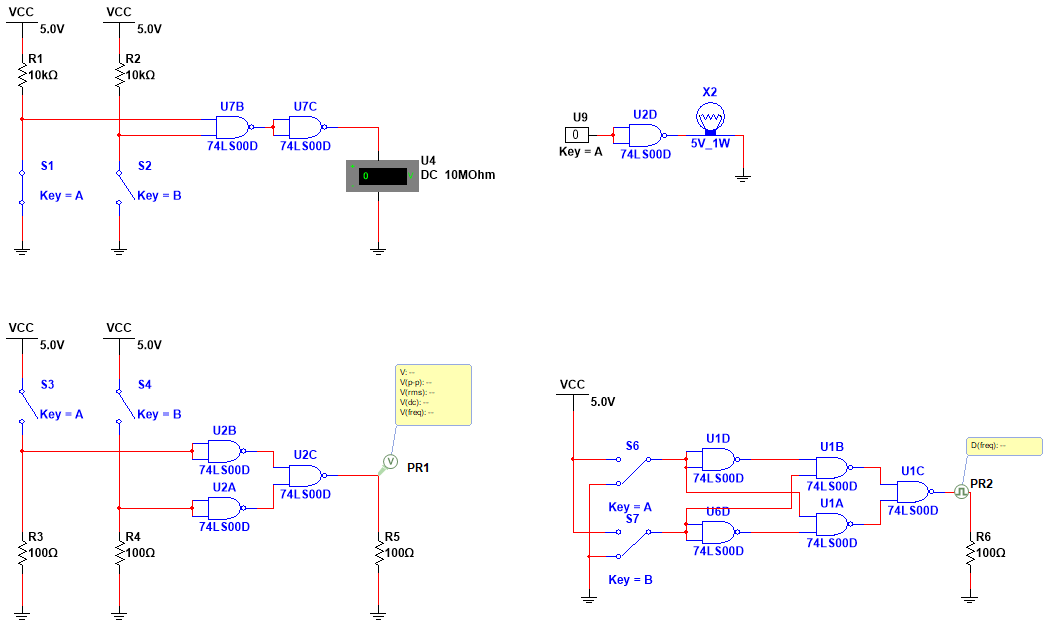 VCC
5.0V
VCC
5.0V
R1
10kΩ
R2
10kΩ
U7B
74LS00D
U7C
74LS00D
S1
Key = A
S2
Key = B
0
V
U4
DC 10MOhm
U9
0
Key = A
U2D
74LS00D
X2
5V_1W
VCC
5.0V
VCC
5.0V
S3
Key = A
S4
Key = B
U2B
74LS00D
U2A
74LS00D
U2C
74LS00D
V: --
V(p-p): --
V(rms): --
V(dc): --
V(freq): --
V
PR1
R3
100Ω
R4
100Ω
R5
100Ω
VCC
5.0V
S6
Key = A
S7
Key = B
U1D
74LS00D
U6D
74LS00D
U1B
74LS00D
U1A
74LS00D
U1C
74LS00D
D(freq): --
PR2
R6
100Ω